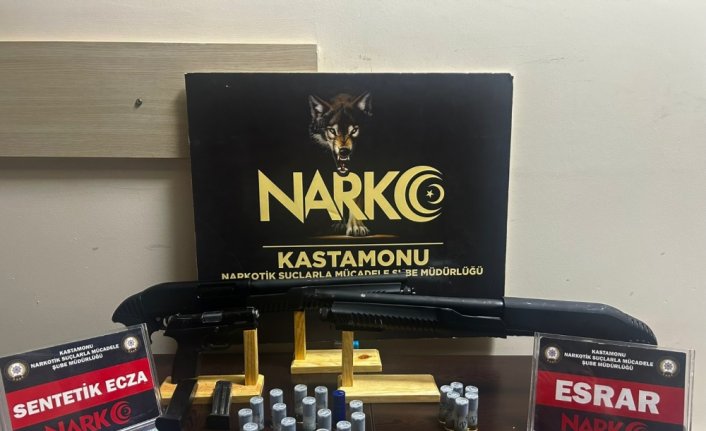 NARKO
KASTAMONU
NARKOTİK SUÇLARLA MÜCADELE ŞUBE MÜDÜRLÜĞÜ
KASTAMONU
NARKOTİK SUÇLARLA MÜCADELE
ŞUBE MÜDÜRLÜĞÜ
SENTETİK ECZA
NARKO
KASTAMONU
NARKOTİK SUÇLARLA MÜCADELE
ŞUBE MÜDÜRLÜĞÜ
ESRAR
NARKO